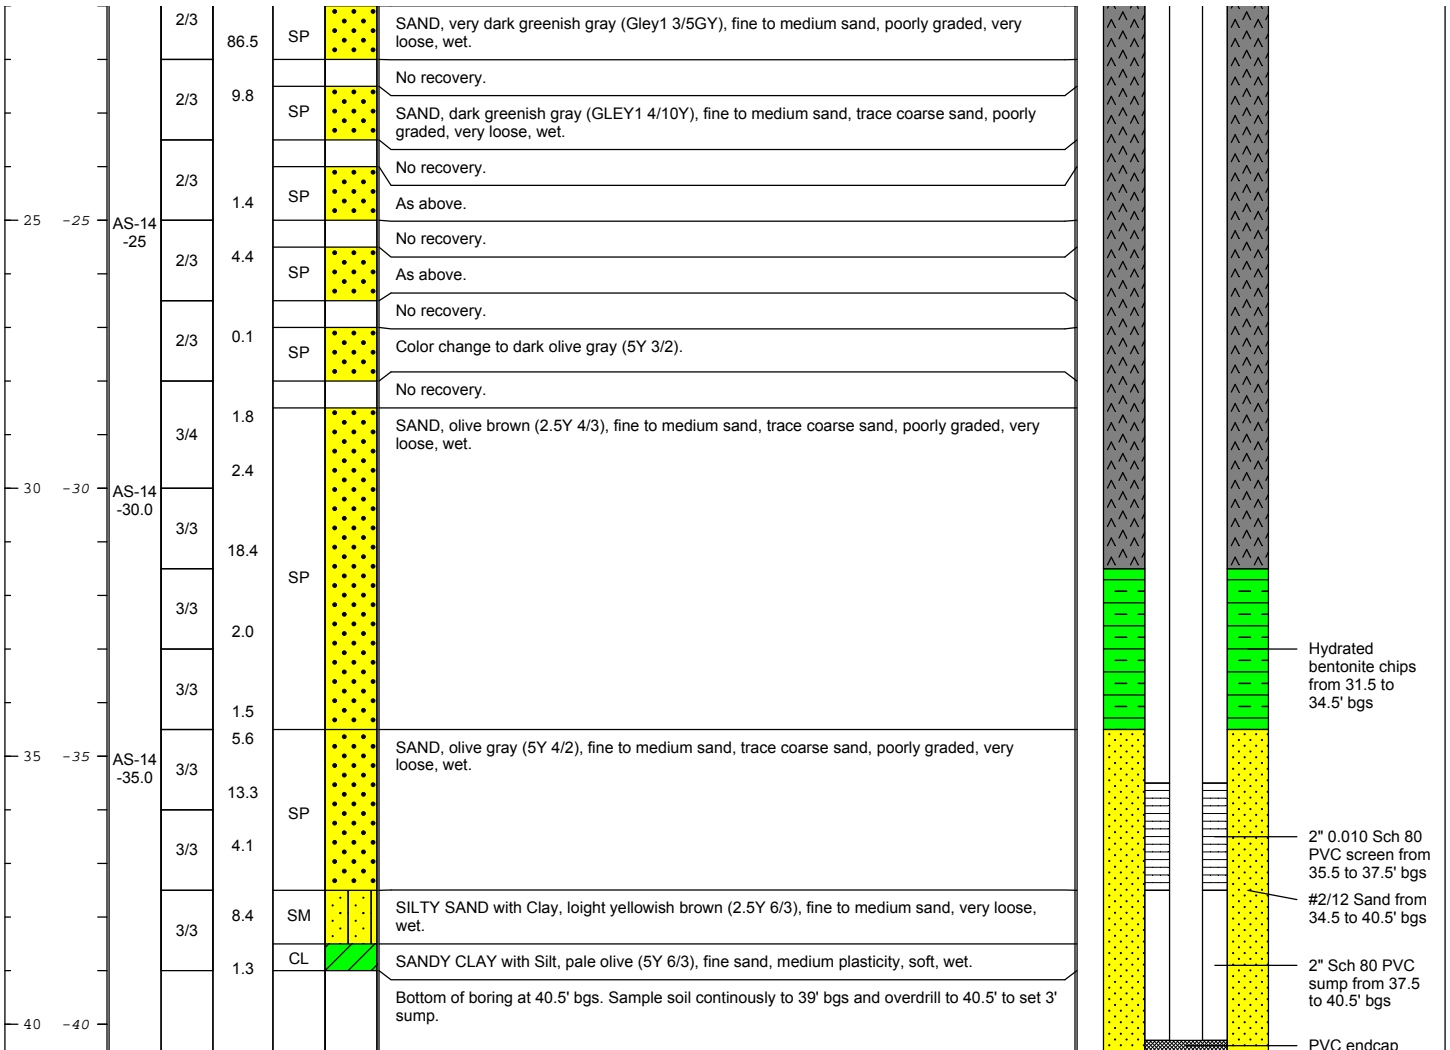 2/3
86.5
SP
SAND, very dark greenish gray (Gley1 3/5GY), fine to medium sand, poorly graded, very
loose, wet.
No recovery.
2/3
9.8
SP
SAND, dark greenish gray (GLEY1 4/10Y), fine to medium sand, trace coarse sand, poorly
graded, very loose, wet.
No recovery.
2/3
1.4
SP
As above.
25 -25
AS-14
-25
No recovery.
2/3
4.4
SP
As above.
No recovery.
2/3
0.1
SP
Color change to dark olive gray (5Y 3/2).
No recovery.
3/4
1.8
2.4
SAND, olive brown (2.5Y 4/3), fine to medium sand, trace coarse sand, poorly graded, very
loose, wet.
30 -30
AS-14
-30.0
3/3
18.4
SP
3/3
2.0
3/3
1.5
Hydrated
bentonite chips
from 31.5 to
34.5' bgs
5.6
SAND, olive gray (5Y 4/2), fine to medium sand, trace coarse sand, poorly graded, very
loose, wet.
35 -35
AS-14
-35.0
3/3
13.3
SP
3/3
4.1
2" 0.010 Sch 80
PVC screen from
35.5 to 37.5' bgs
#2/12 Sand from
34.5 to 40.5' bgs
3/3
8.4
SM
SILTY SAND with Clay, loight yellowish brown (2.5Y 6/3), fine to medium sand, very loose,
wet.
1.3
CL
SANDY CLAY with Silt, pale olive (5Y 6/3), fine sand, medium plasticity, soft, wet.
2" Sch 80 PVC
sump from 37.5
to 40.5' bgs
Bottom of boring at 40.5' bgs. Sample soil continously to 39' bgs and overdrill to 40.5' to set 3'
sump.
40 -40
PVC endcap